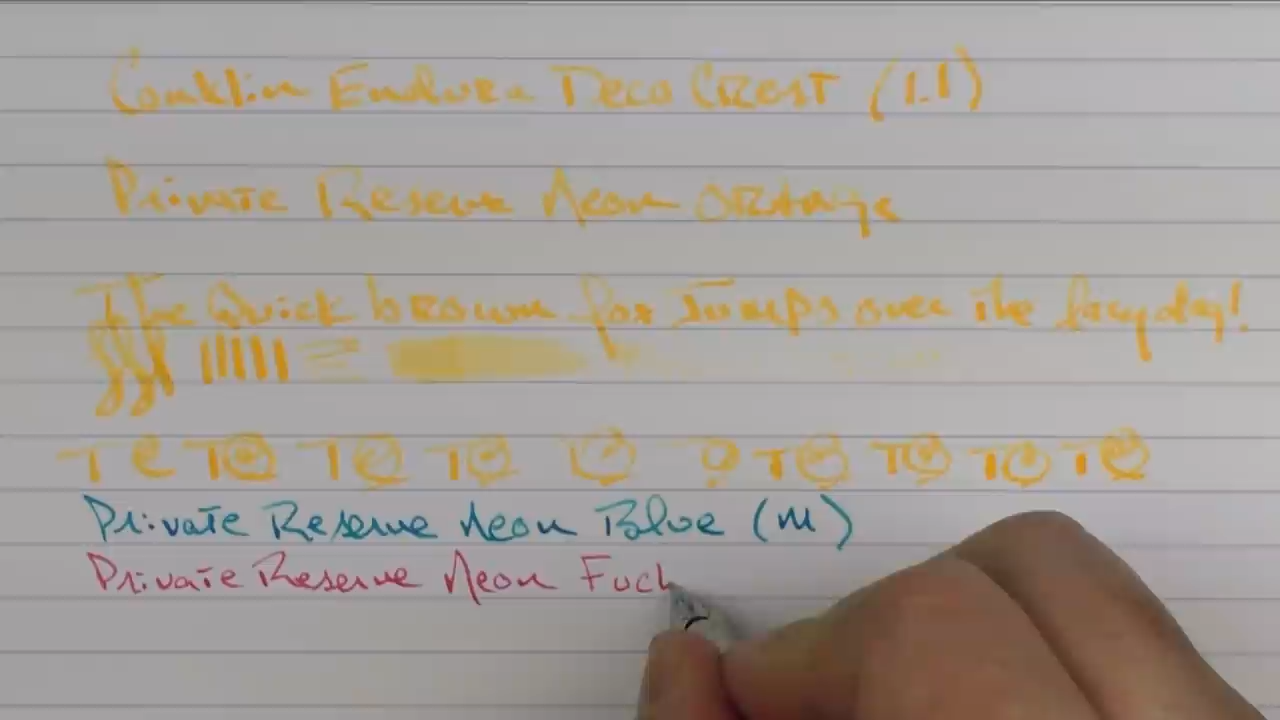 Conklin Endura Deco Crest (1.1)
Private Reserve Neon Orange
The Quick brown fox Jumps over the lazy dog!
T T T T T T T T
Private Reserve Neon Blue (M)
Private Reserve Neon Fuch